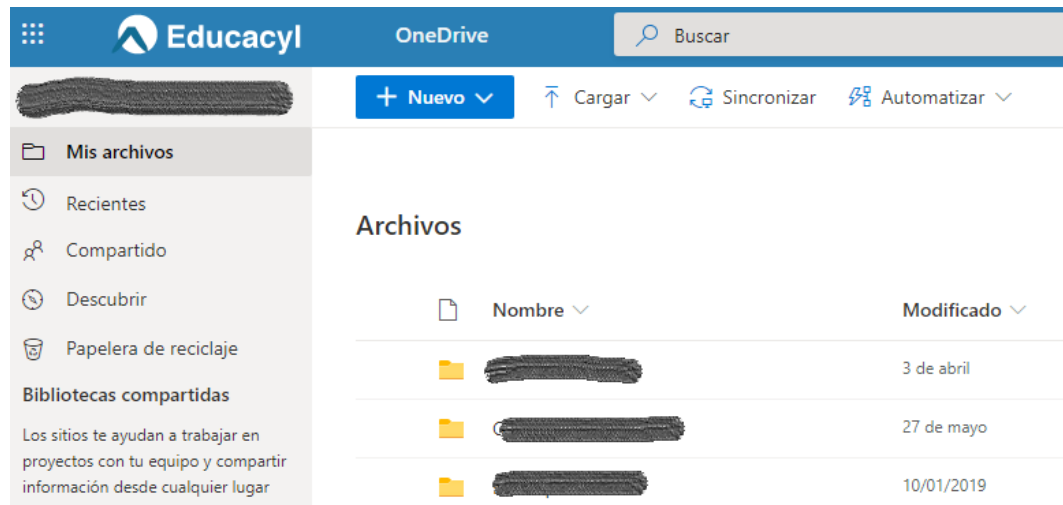 Educacyl OneDrive Buscar
+ Nuevo Cargar Sincronizar Automatizar
Mis archivos
Recientes
Compartido
Descubrir
Papelera de reciclaje
Bibliotecas compartidas
Los sitios te ayudan a trabajar en
proyectos con tu equipo y compartir
información desde cualquier lugar
Archivos
Nombre Modificado
3 de abril
27 de mayo
10/01/2019